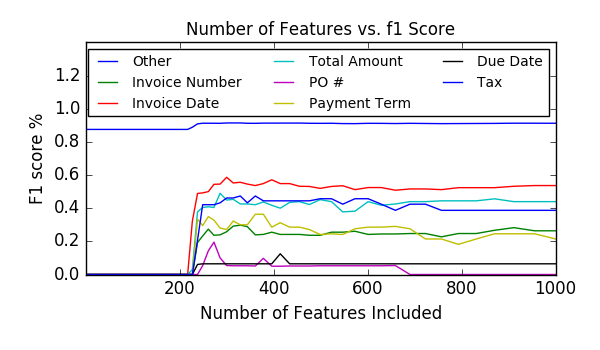 Number of Features vs. f1 Score
Other Total Amount Due Date
Invoice Number PO # Tax
Invoice Date Payment Term
1.2
1.0
0.8
0.6
0.4
0.2
0.0
F1 score %
200 400 600 800 1000
Number of Features Included